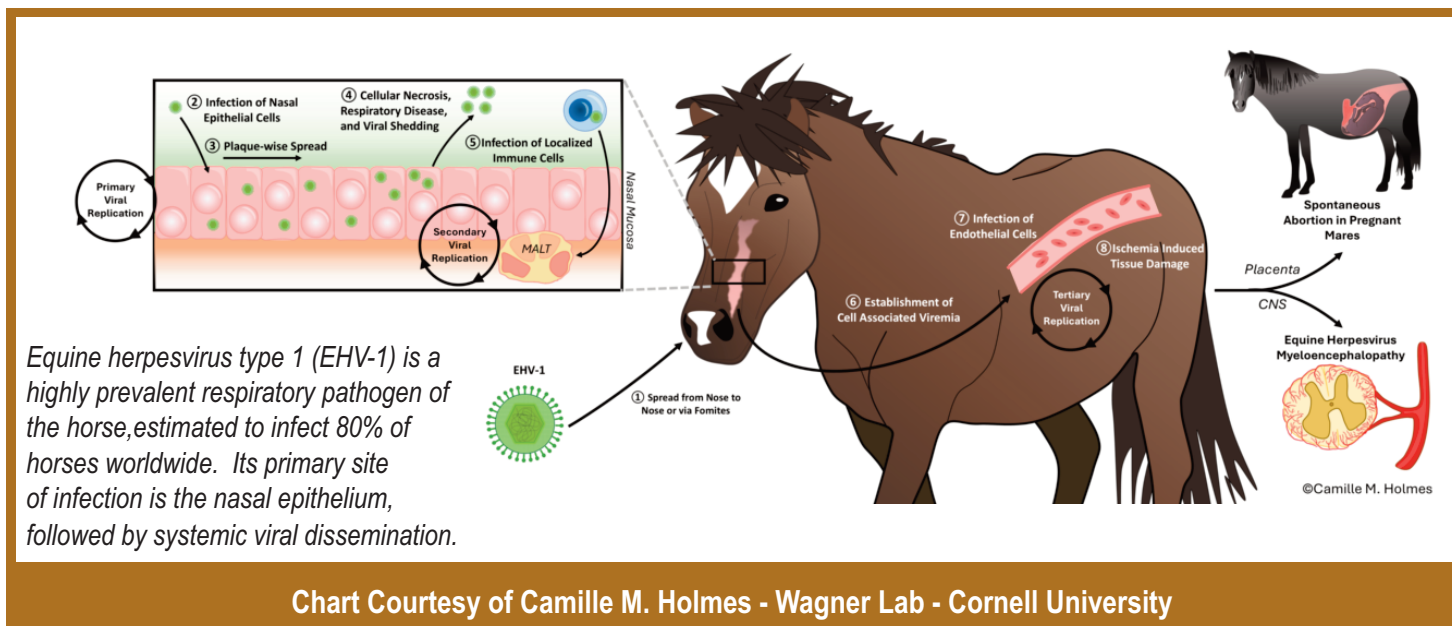 ② Infection of Nasal
Epithelial Cells
③ Plaque-wise Spread
④ Cellular Necrosis,
Respiratory Disease,
and Viral Shedding
⑤Infection of Localized
Immune Cells
Primary
Viral
Replication
Secondary
Viral
Replication
MALT
Nasal Mucosa
Equine herpesvirus type 1 (EHV-1) is a
highly prevalent respiratory pathogen of
the horse,estimated to infect 80% of
horses worldwide.  Its primary site
of infection is the nasal epithelium,
followed by systemic viral dissemination.
EHV-1
① Spread from Nose to
Nose or via Fomites
⑥ Establishment of
Cell Associated Viremia
⑦ Infection of
Endothelial Cells
⑧Ischemia Induced
Tissue Damage
Tertiary
Viral
Replication
Placenta
CNS
Spontaneous
Abortion in Pregnant
Mares
Equine Herpesvirus
Myeloencephalopathy
©Camille M. Holmes
Chart Courtesy of Camille M. Holmes - Wagner Lab - Cornell University